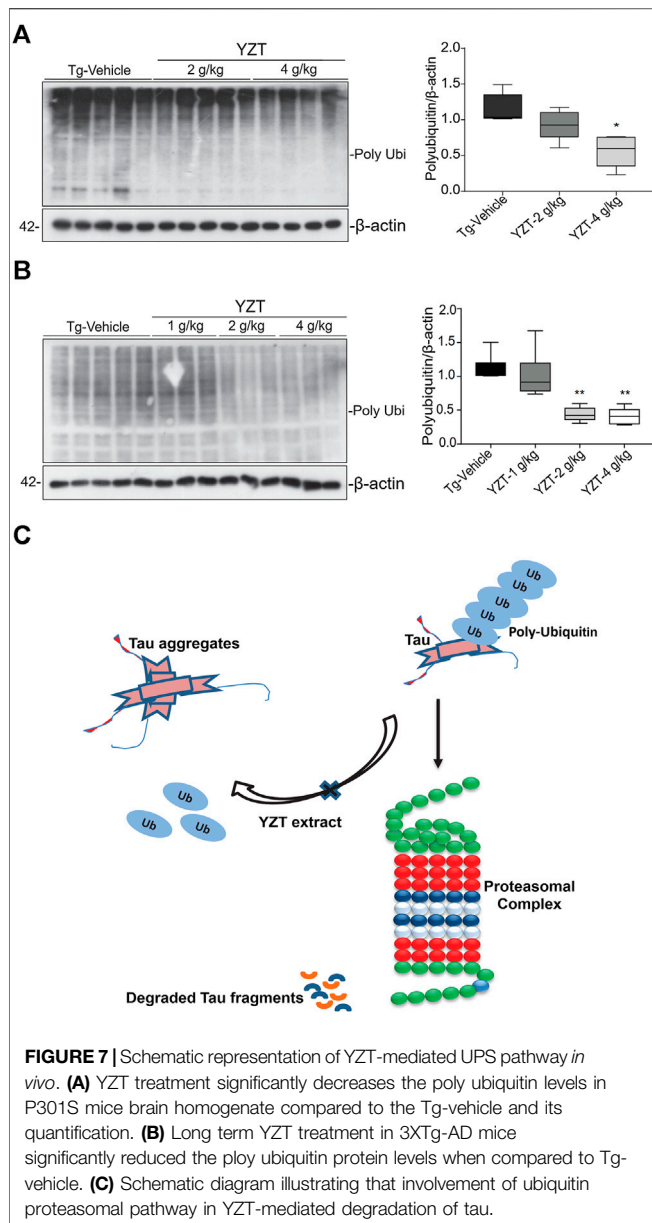 A
YZT
Tg-Vehicle 2 g/kg 4 g/kg
-Poly Ubi
42- -β-actin
Polyubiquitin/β-actin
2.0
1.5
1.0
0.5
0.0
*
Tg-Vehicle
YZT-2 g/kg
YZT-4 g/kg
B
YZT
Tg-Vehicle 1 g/kg 2 g/kg 4 g/kg
-Poly Ubi
42- -β-actin
Polyubiquitin/β-actin
2.0
1.5
1.0
0.5
0.0
** **
Tg-Vehicle
YZT-1 g/kg
YZT-2 g/kg
YZT-4 g/kg
C
Tau aggregates
Ub
Ub
Ub
Ub
Ub
Tau
Poly-Ubiquitin
Ub
Ub
Ub
YZT extract
Proteasomal
Complex
Degraded Tau fragments
FIGURE 7 | Schematic representation of YZT-mediated UPS pathway in
vivo. (A) YZT treatment significantly decreases the poly ubiquitin levels in
P301S mice brain homogenate compared to the Tg-vehicle and its
quantification. (B) Long term YZT treatment in 3XTg-AD mice
significantly reduced the ploy ubiquitin protein levels when compared to Tg-
vehicle. (C) Schematic diagram illustrating that involvement of ubiquitin
proteasomal pathway in YZT-mediated degradation of tau.